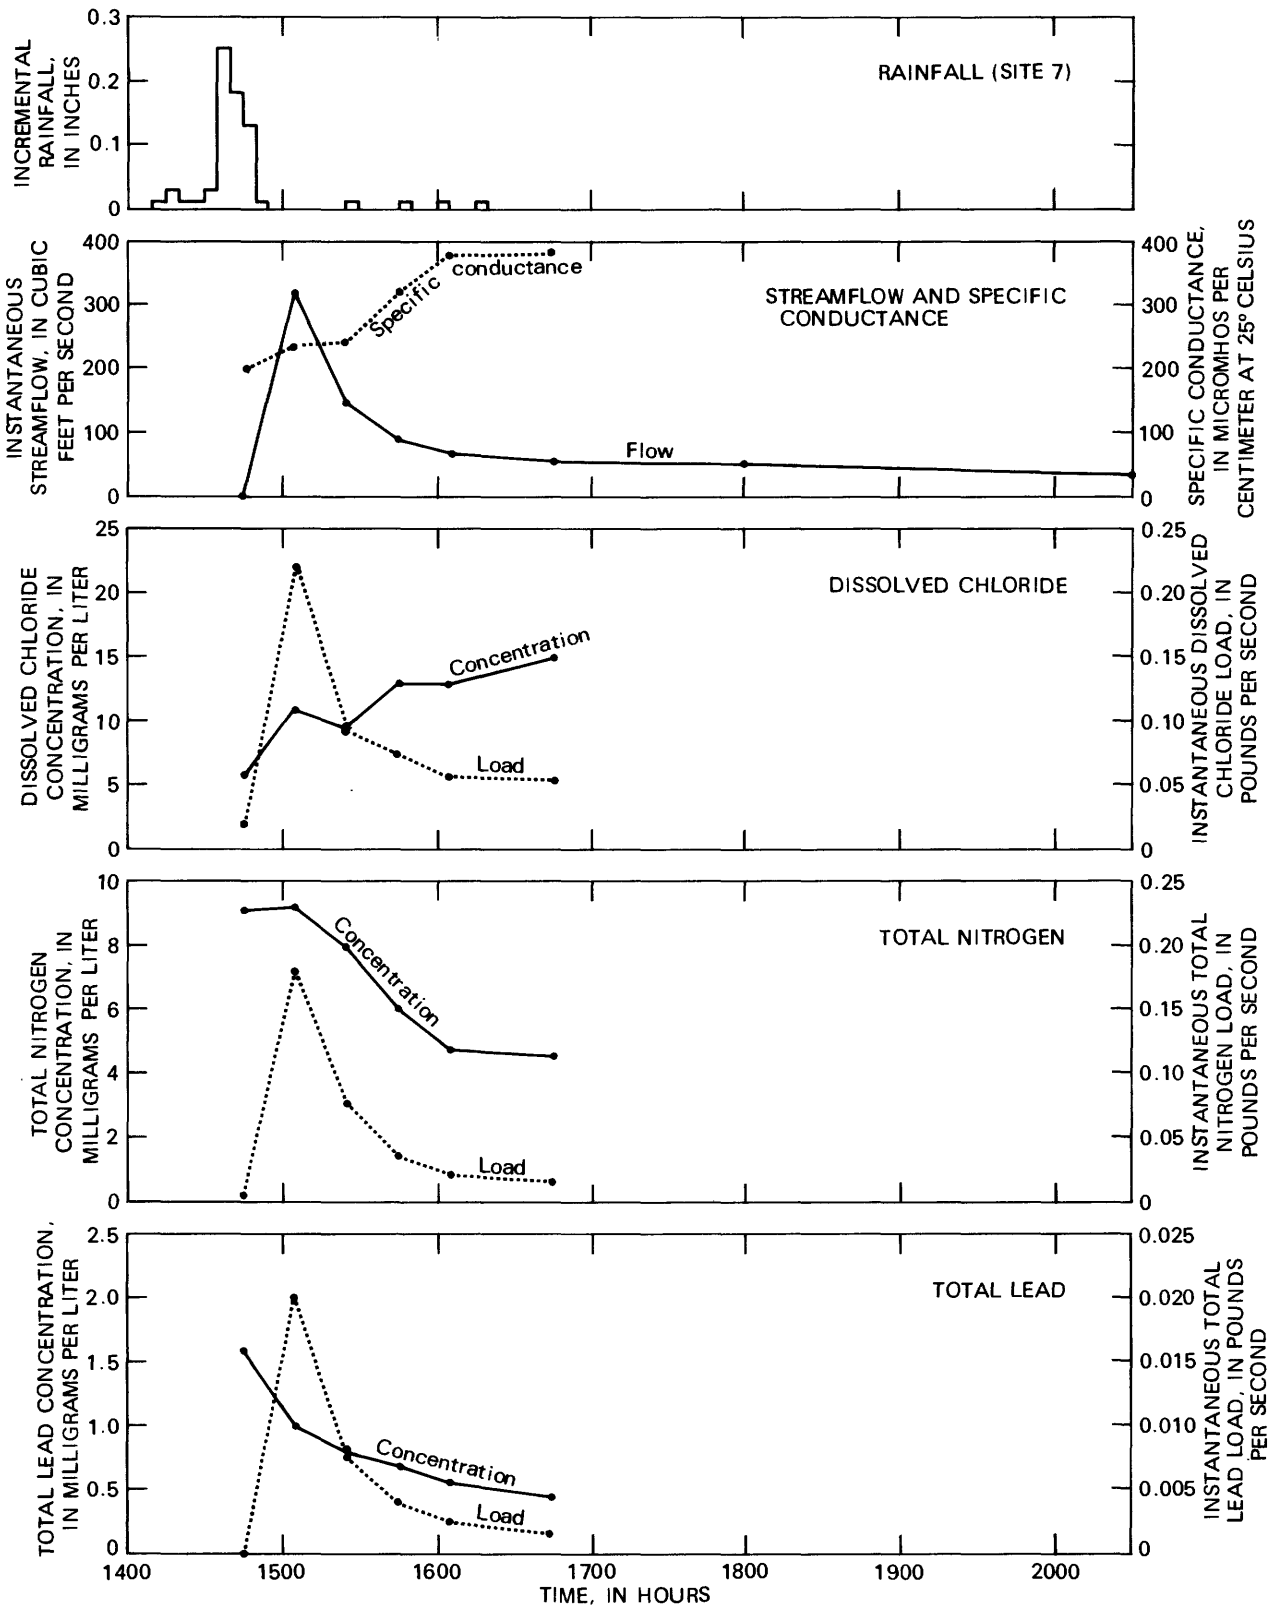 INCREMENTAL
RAINFALL,
IN INCHES
0.3
0.2
0.1
0
RAINFALL (SITE 7)
INSTANTANEOUS
STREAMFLOW, IN CUBIC
FEET PER SECOND
400
300
200
100
0
Specific
conductance
Flow
STREAMFLOW AND SPECIFIC
CONDUCTANCE
400
300
200
100
0
SPECIFIC CONDUCTANCE,
IN MICROMHOS PER
CENTIMETER AT 25° CELSIUS
DISSOLVED CHLORIDE
CONCENTRATION, IN
MILLIGRAMS PER LITER
25
20
15
10
5
0
Concentration
Load
DISSOLVED CHLORIDE
0.25
0.20
0.15
0.10
0.05
0
INSTANTANEOUS DISSOLVED
CHLORIDE LOAD, IN
POUNDS PER SECOND
TOTAL NITROGEN
CONCENTRATION, IN
MILLIGRAMS PER LITER
10
8
6
4
2
0
Concentration
Load
TOTAL NITROGEN
0.25
0.20
0.15
0.10
0.05
0
INSTANTANEOUS TOTAL
NITROGEN LOAD, IN
POUNDS PER SECOND
TOTAL LEAD CONCENTRATION,
IN MILLIGRAMS PER LITER
2.5
2.0
1.5
1.0
0.5
0
Concentration
Load
TOTAL LEAD
0.025
0.020
0.015
0.010
0.005
0
INSTANTANEOUS TOTAL
LEAD LOAD, IN POUNDS
PER SECOND
1400 1500 1600 1700 1800 1900 2000
TIME, IN HOURS